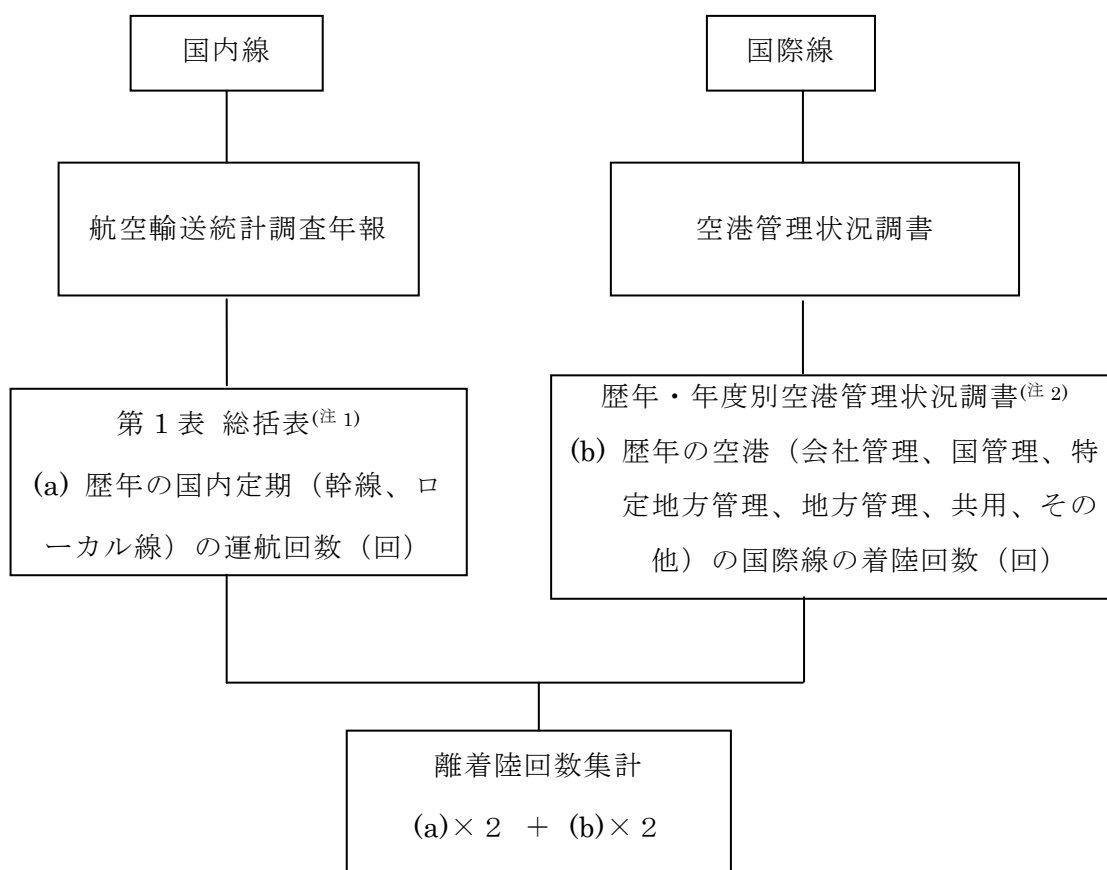 国内線
国際線
航空輸送統計調査年報
空港管理状況調書
第1表 総括表(注1)
(a) 歴年の国内定期（幹線、ロ
ーカル線）の運航回数（回）
歴年・年度別空港管理状況調書(注2)
(b) 歴年の空港（会社管理、国管理、特
定地方管理、地方管理、共用、その
他）の国際線の着陸回数（回）
離着陸回数集計
(a)×２ ＋ (b)×２